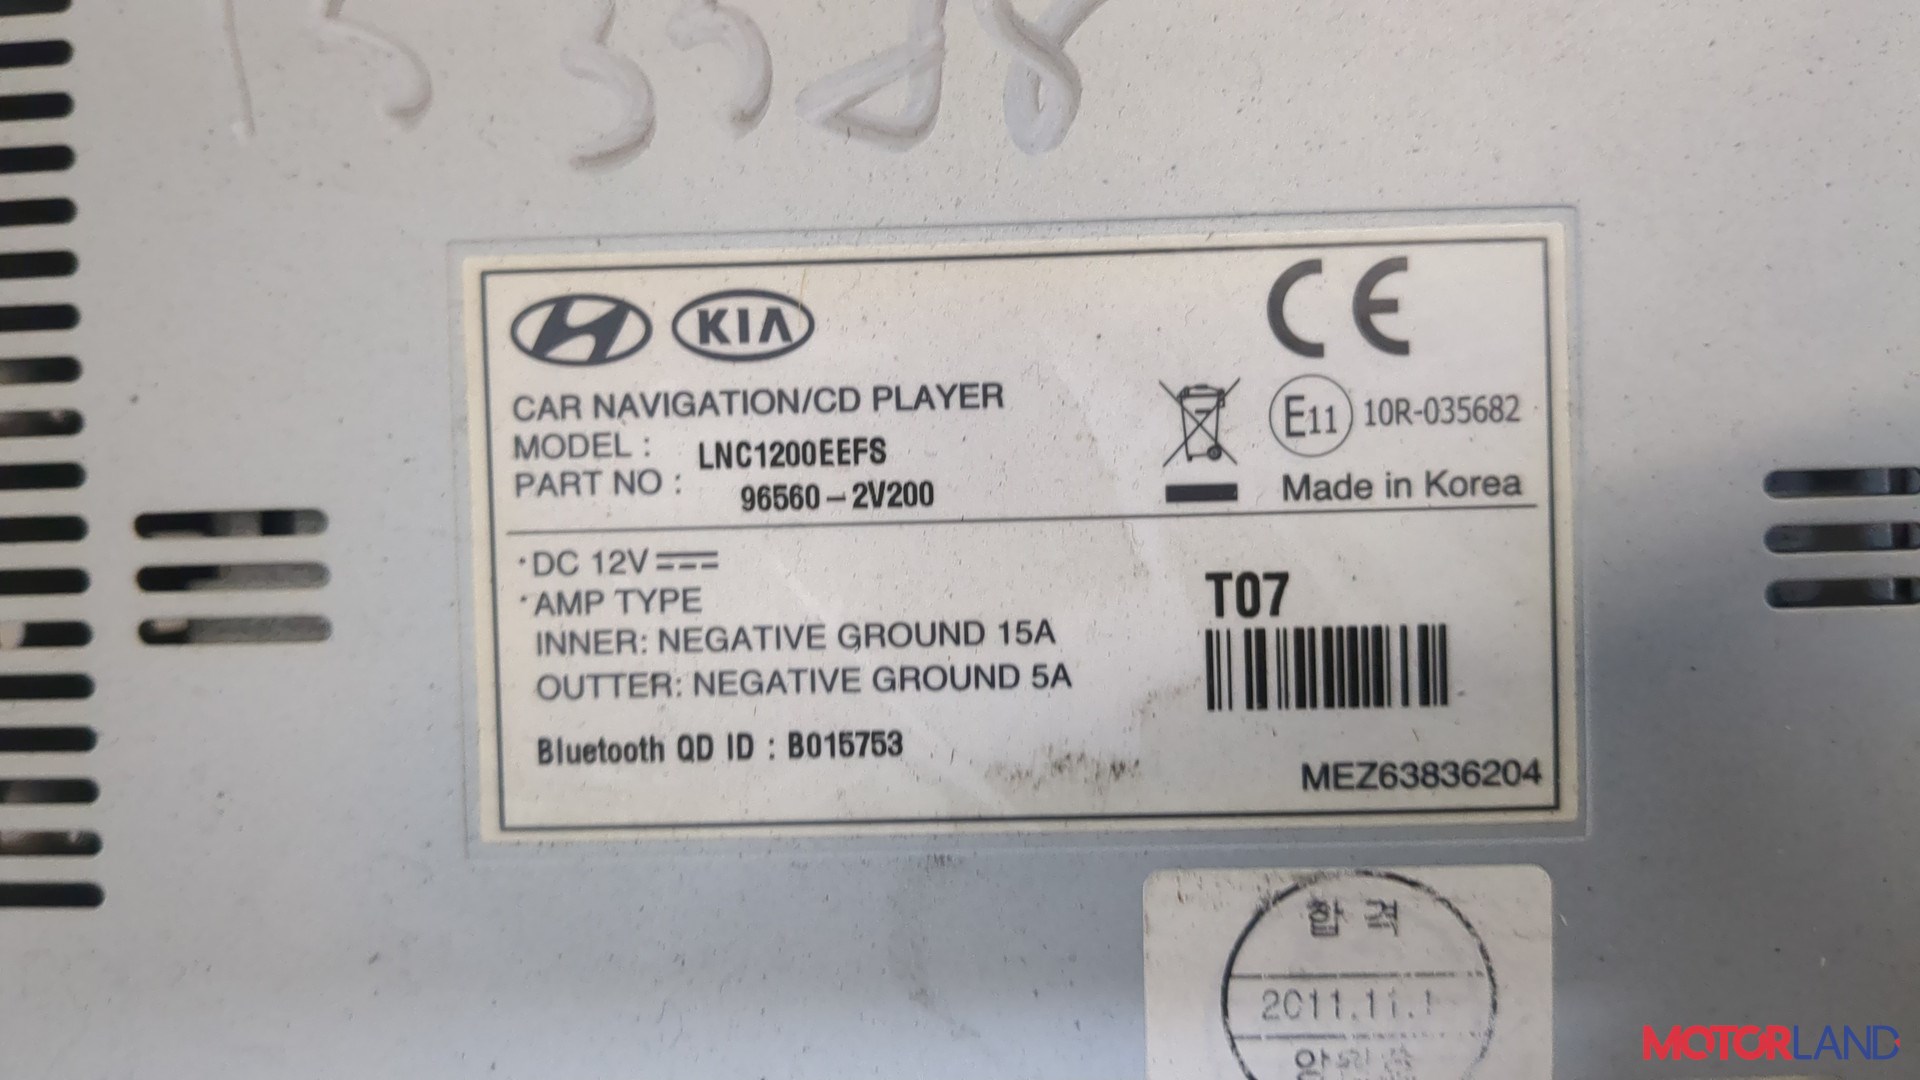 KIA
CE
CAR NAVIGATION/CD PLAYER
MODEL : LNC1200EEFS
PART NO : 96560-2V200
E11 10R-035682
Made in Korea
·DC 12V
·AMP TYPE
INNER: NEGATIVE GROUND 15A
OUTTER: NEGATIVE GROUND 5A
Bluetooth QD ID : B015753
T07
MEZ63836204
합격
2011.11.1
MOTORLAND